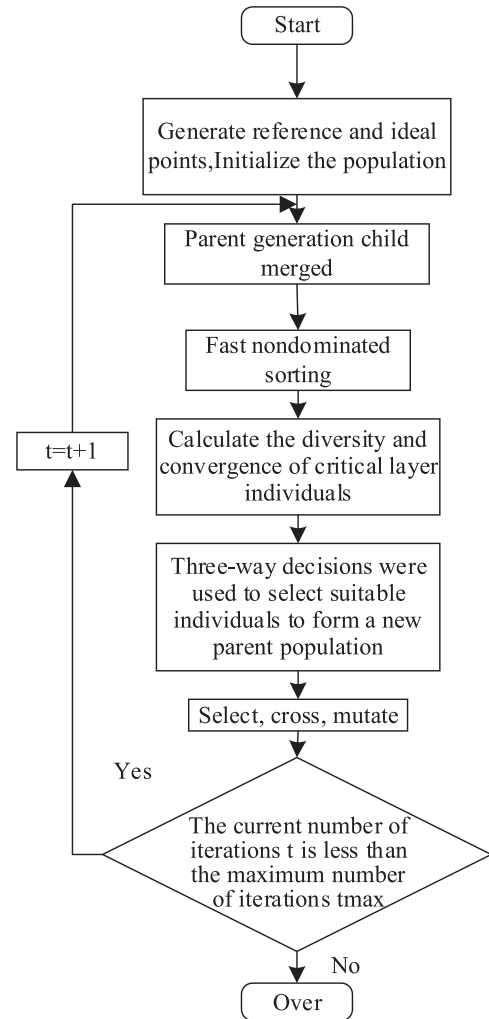 Start
Generate reference and ideal
points,Initialize the population
Parent generation child
merged
Fast nondominated
sorting
t=t+1
Calculate the diversity and
convergence of critical layer
individuals
Three-way decisions were
used to select suitable
individuals to form a new
parent population
Select, cross, mutate
Yes
The current number of
iterations t is less than
the maximum number
of iterations tmax
No
Over